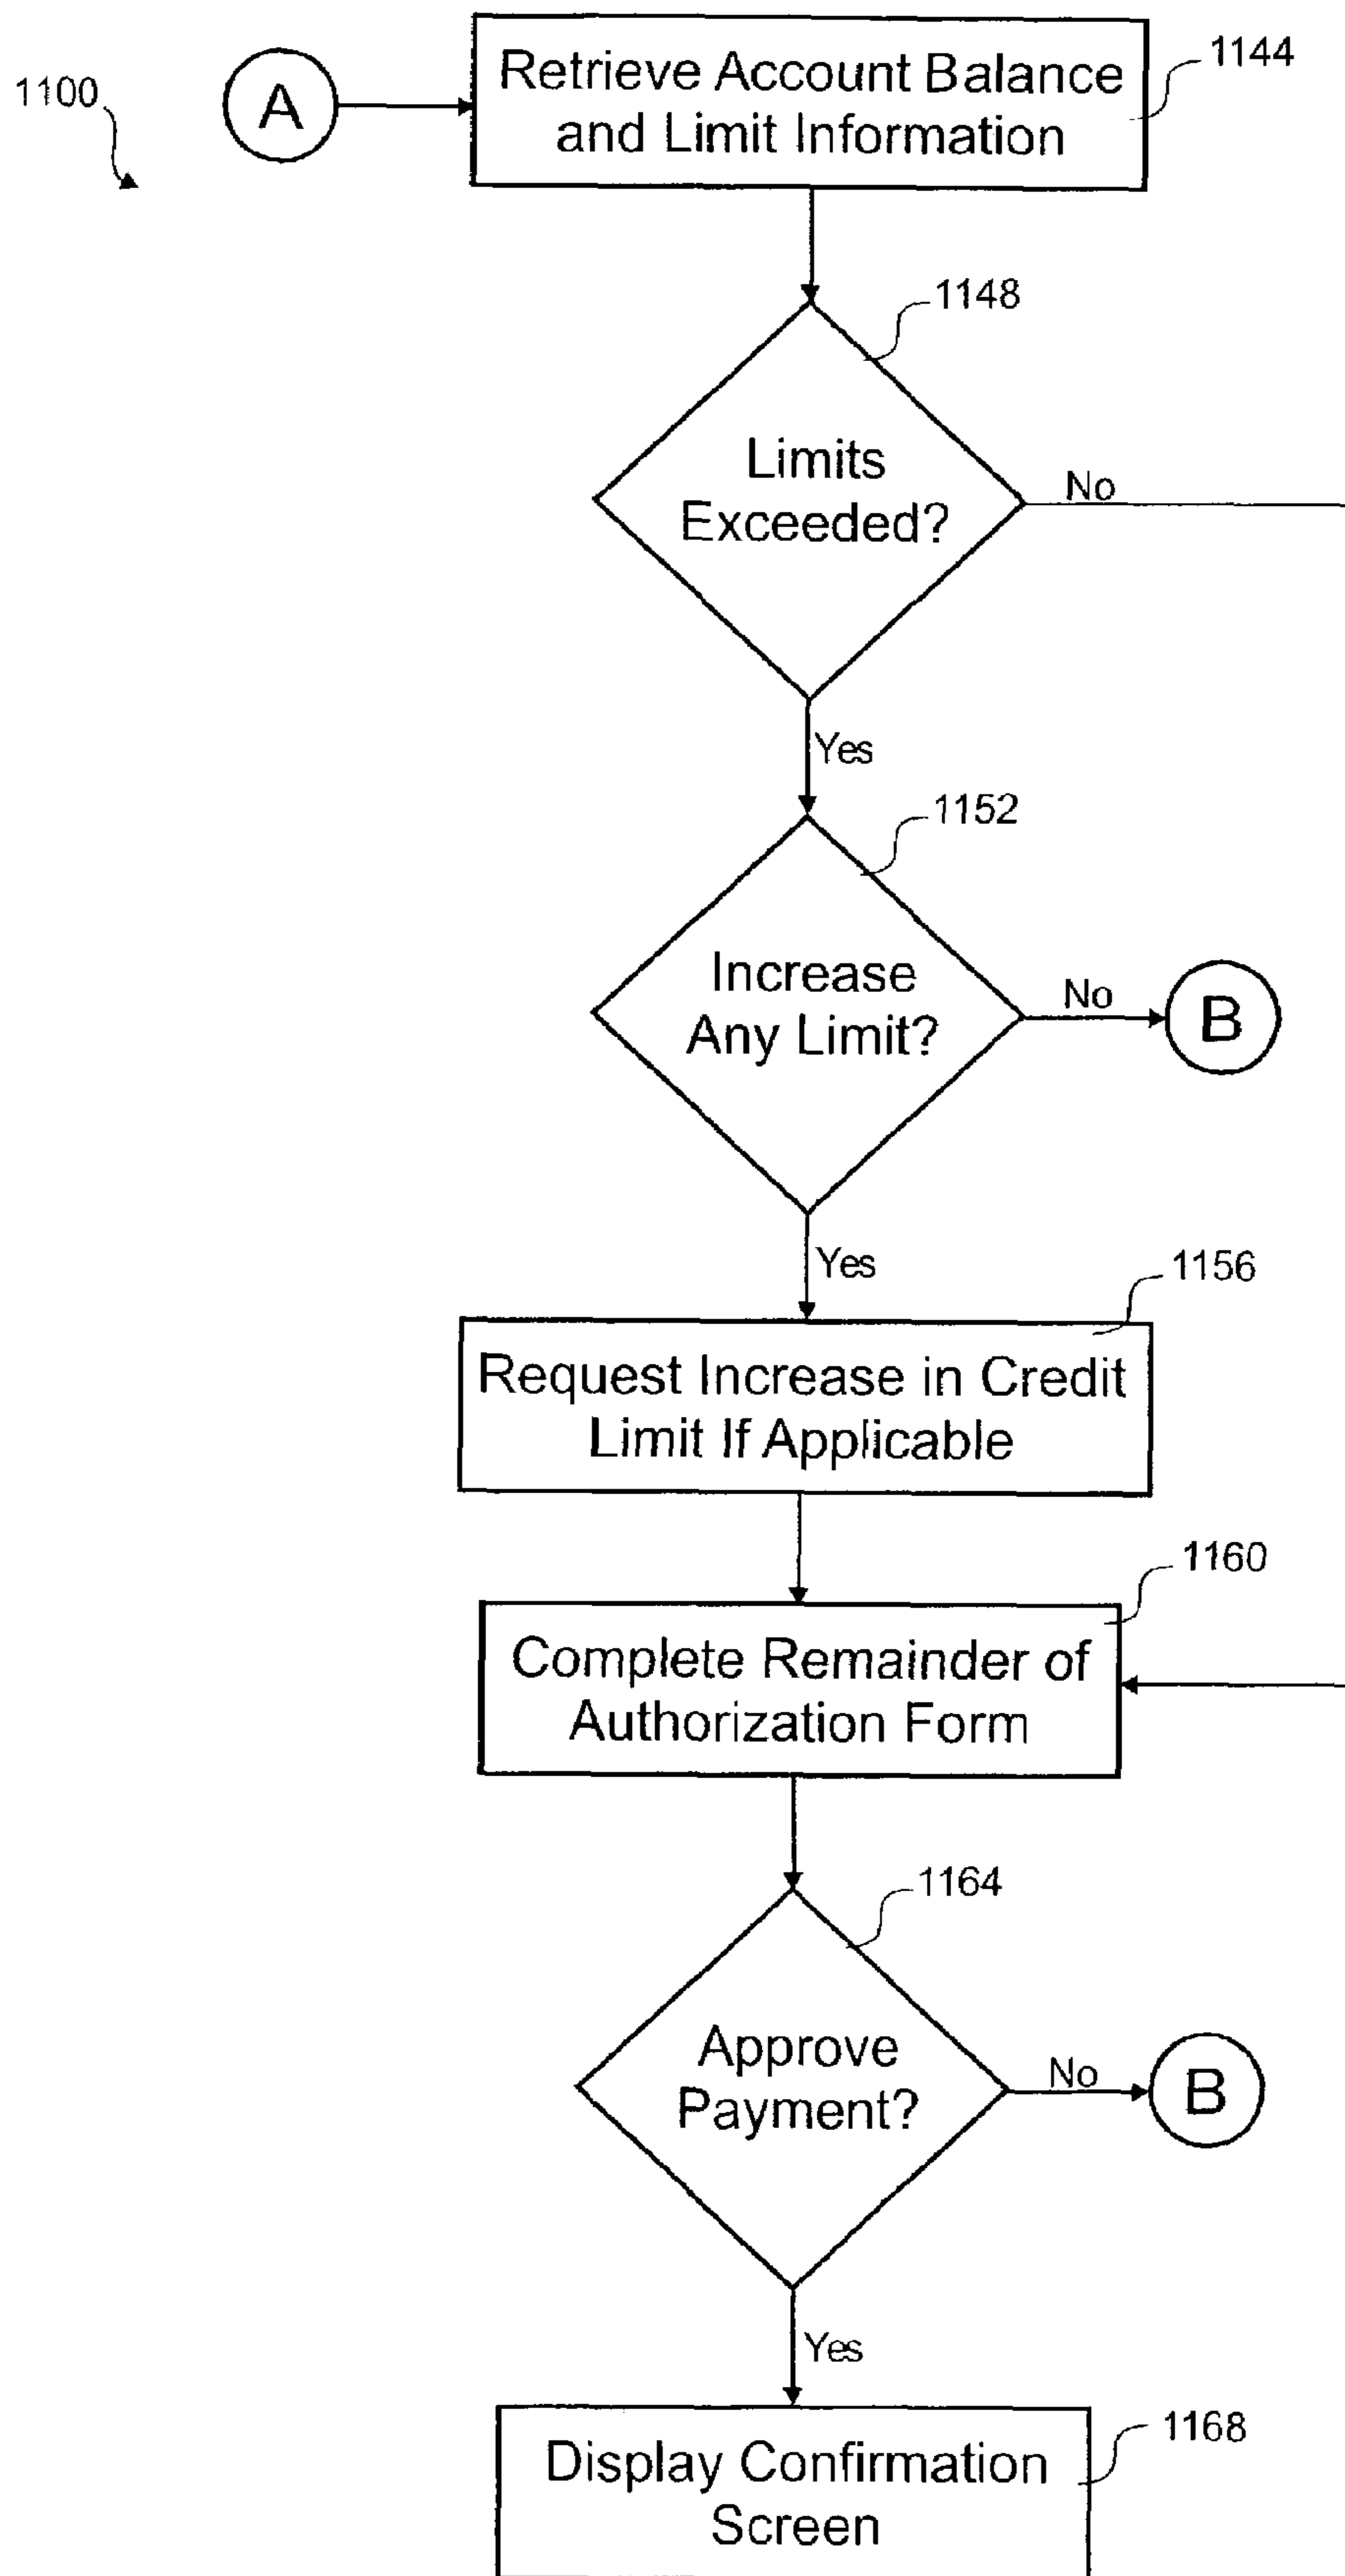 1100
A
Retrieve Account Balance
and Limit Information
1144
1148
Limits
Exceeded?
No
Yes
1152
Increase
Any Limit?
No
B
Yes
1156
Request Increase in Credit
Limit If Applicable
1160
Complete Remainder of
Authorization Form
1164
Approve
Payment?
No
B
Yes
1168
Display Confirmation
Screen